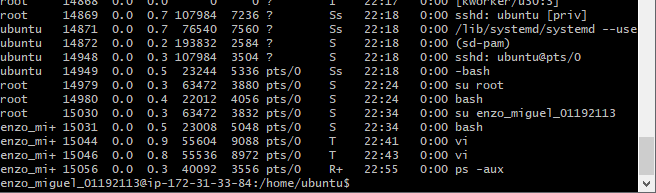 root 14868 0.0 0.0 0 0 ? I 22:17 0:00 [kworker/u30:3]
root 14869 0.0 0.7 107984 7236 ? Ss 22:18 0:00 sshd: ubuntu [priv]
ubuntu 14871 0.0 0.7 76540 7560 ? Ss 22:18 0:00 /lib/systemd/systemd --use
ubuntu 14872 0.0 0.2 193832 2584 ? S 22:18 0:00 (sd-pam)
ubuntu 14948 0.0 0.3 107984 3504 ? S 22:18 0:00 sshd: ubuntu@pts/0
ubuntu 14949 0.0 0.5 23244 5336 pts/0 Ss 22:18 0:00 -bash
root 14979 0.0 0.3 63472 3880 pts/0 S 22:24 0:00 su root
root 14980 0.0 0.4 22012 4056 pts/0 S 22:24 0:00 bash
root 15030 0.0 0.3 63472 3832 pts/0 S 22:34 0:00 su enzo_miguel_01192113
enzo_mi+ 15031 0.0 0.5 23008 5048 pts/0 S 22:34 0:00 bash
enzo_mi+ 15044 0.0 0.9 55604 9088 pts/0 T 22:41 0:00 vi
enzo_mi+ 15046 0.0 0.8 55536 8972 pts/0 T 22:43 0:00 vi
enzo_mi+ 15056 0.0 0.3 40092 3556 pts/0 R+ 22:55 0:00 ps -aux
enzo_miguel_01192113@ip-172-31-33-84:/home/ubuntu$